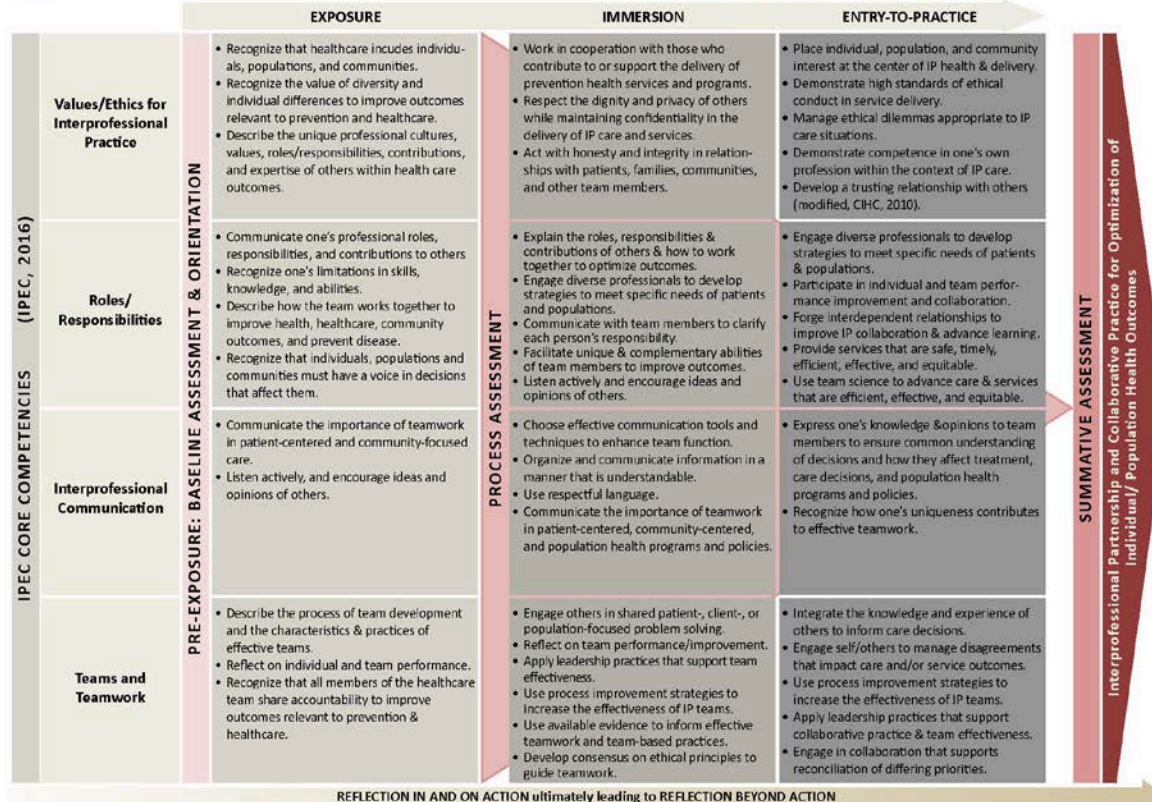 EXPOSURE
IMMERSION
ENTRY-TO-PRACTICE
IPEC CORE COMPETENCIES (IPEC, 2016)
PRE-EXPOSURE: BASELINE ASSESSMENT & ORIENTATION
PROCESS ASSESSMENT
SUMMATIVE ASSESSMENT
Interprofessional Partnership and Collaborative Practice for Optimization of
Individual/ Population Health Outcomes
Values/Ethics for
Interprofessional
Practice
• Recognize that healthcare incudes individu-
als, populations, and communities.
• Recognize the value of diversity and
individual differences to improve outcomes
relevant to prevention and healthcare.
• Describe the unique professional cultures,
values, roles/responsibilities, contributions,
and expertise of others within health care
outcomes.
• Work in cooperation with those who
contribute to or support the delivery of
prevention health services and programs.
• Respect the dignity and privacy of others
while maintaining confidentiality in the
delivery of IP care and services.
• Act with honesty and integrity in relation-
ships with patients, families, communities,
and other team members.
• Place individual, population, and community
interest at the center of IP health & delivery.
• Demonstrate high standards of ethical
conduct in service delivery.
• Manage ethical dilemmas appropriate to IP
care situations.
• Demonstrate competence in one's own
profession within the context of IP care.
• Develop a trusting relationship with others
(modified, CIHC, 2010).
Roles/
Responsibilities
• Communicate one's professional roles,
responsibilities, and contributions to others
• Recognize one's limitations in skills,
knowledge, and abilities.
• Describe how the team works together to
improve health, healthcare, community
outcomes, and prevent disease.
• Recognize that individuals, populations and
communities must have a voice in decisions
that affect them.
• Explain the roles, responsibilities &
contributions of others & how to work
together to optimize outcomes.
• Engage diverse professionals to develop
strategies to meet specific needs of patients
and populations.
• Communicate with team members to clarify
each person's responsibility.
• Facilitate unique & complementary abilities
of team members to improve outcomes.
• Listen actively and encourage ideas and
opinions of others.
• Engage diverse professionals to develop
strategies to meet specific needs of patients
& populations.
• Participate in individual and team perfor-
mance improvement and collaboration.
• Forge interdependent relationships to
improve IP collaboration & advance learning.
• Provide services that are safe, timely,
efficient, effective, and equitable.
• Use team science to advance care & services
that are efficient, effective, and equitable.
Interprofessional
Communication
• Communicate the importance of teamwork
in patient-centered and community-focused
care.
• Listen actively, and encourage ideas and
opinions of others.
• Choose effective communication tools and
techniques to enhance team function.
• Organize and communicate information in a
manner that is understandable.
• Use respectful language.
• Communicate the importance of teamwork
in patient-centered, community-centered,
and population health programs and policies.
• Express one's knowledge &opinions to team
members to ensure common understanding
of decisions and how they affect treatment,
care decisions, and population health
programs and policies.
• Recognize how one's uniqueness contributes
to effective teamwork.
Teams and
Teamwork
• Describe the process of team development
and the characteristics & practices of
effective teams.
• Reflect on individual and team performance.
• Recognize that all members of the healthcare
team share accountability to improve
outcomes relevant to prevention &
healthcare.
• Engage others in shared patient-, client-, or
population-focused problem solving.
• Reflect on team performance/improvement.
• Apply leadership practices that support team
effectiveness.
• Use process improvement strategies to
increase the effectiveness of IP teams.
• Use available evidence to inform effective
teamwork and team-based practices.
• Develop consensus on ethical principles to
guide teamwork.
• Integrate the knowledge and experience of
others to inform care decisions.
• Engage self/others to manage disagreements
that impact care and/or service outcomes.
• Use process improvement strategies to
increase the effectiveness of IP teams.
• Apply leadership practices that support
collaborative practice & team effectiveness.
• Engage in collaboration that supports
reconciliation of differing priorities.
REFLECTION IN AND ON ACTION ultimately leading to REFLECTION BEYOND ACTION